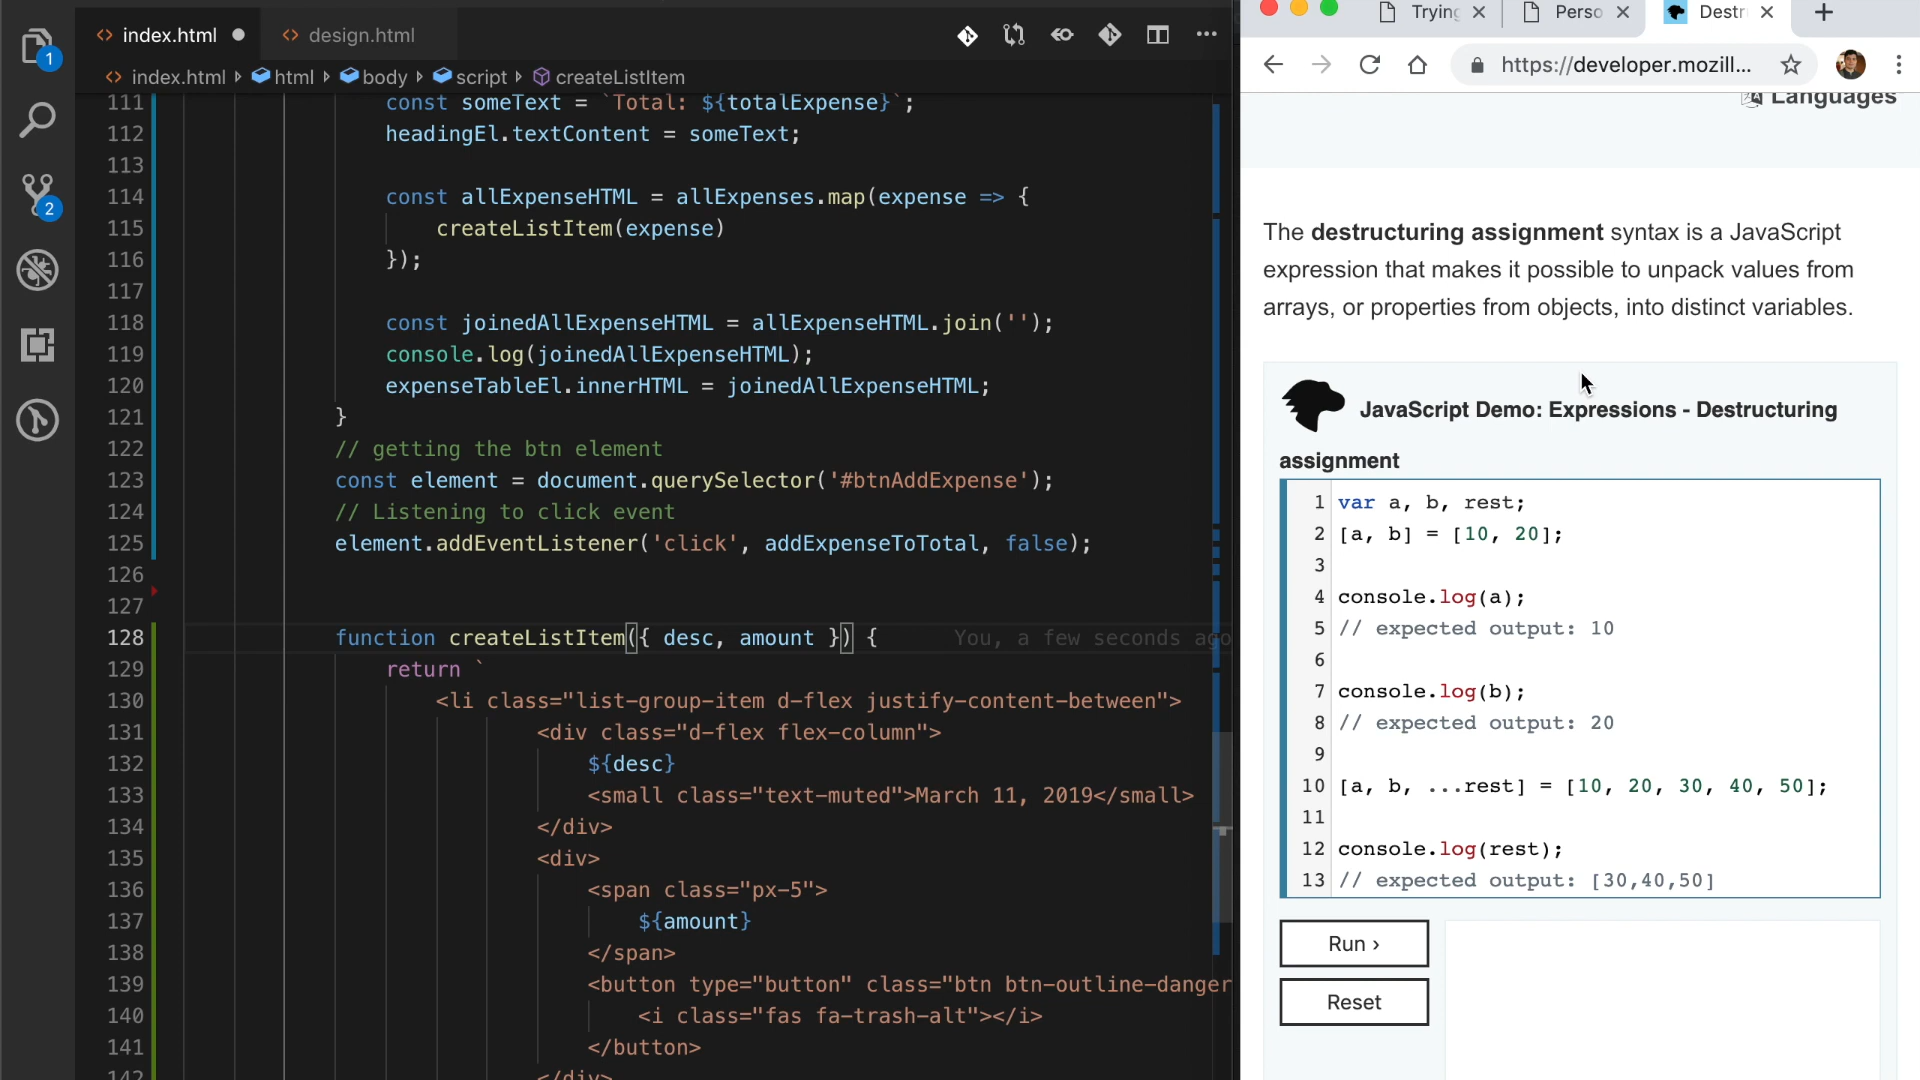 index.html
design.html
index.html html body script createListItem
1
2
111 const someText = `Total: ${totalExpense}`;
112 headingEl.textContent = someText;
113
114 const allExpenseHTML = allExpenses.map(expense => {
115 createListItem(expense)
116 });
117
118 const joinedAllExpenseHTML = allExpenseHTML.join('');
119 console.log(joinedAllExpenseHTML);
120 expenseTableEl.innerHTML = joinedAllExpenseHTML;
121 }
122 // getting the btn element
123 const element = document.querySelector('#btnAddExpense');
124 // Listening to click event
125 element.addEventListener('click', addExpenseToTotal, false);
126
127
128 function createListItem({ desc, amount }) { You, a few seconds ago
129 return `
130 <li class="list-group-item d-flex justify-content-between">
131 <div class="d-flex flex-column">
132 ${desc}
133 <small class="text-muted">March 11, 2019</small>
134 </div>
135 <div>
136 <span class="px-5">
137 ${amount}
138 </span>
139 <button type="button" class="btn btn-outline-danger
140 <i class="fas fa-trash-alt"></i>
141 </button>
142 </div>
Trying
Perso
Destr
https://developer.mozill...
Languages
The destructuring assignment syntax is a JavaScript
expression that makes it possible to unpack values from
arrays, or properties from objects, into distinct variables.
JavaScript Demo: Expressions - Destructuring
assignment
1 var a, b, rest;
2 [a, b] = [10, 20];
3
4 console.log(a);
5 // expected output: 10
6
7 console.log(b);
8 // expected output: 20
9
10 [a, b, ...rest] = [10, 20, 30, 40, 50];
11
12 console.log(rest);
13 // expected output: [30,40,50]
Run ›
Reset